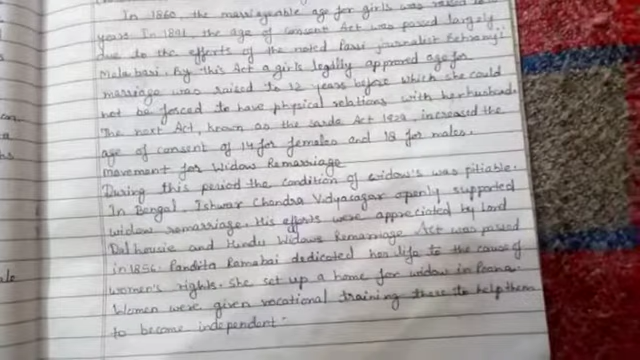 In 1860, the marriageable age for girls was raised to
years. In 1891, the age of consent Act was passed largely
due to the efforts of the noted Parsi journalist Behramji
Malabari. By this Act a girls legally approved age for
marriage was raised to 12 years before which she could
not be forced to have physical relations with her husband.
The next Act, known as the sarda Act 1929, increased the
age of consent of 14 for females and 18 for males.
Movement for Widow Remarriage
During this period the condition of widow's was pitiable.
In Bengal, Ishwar Chandra Vidyasagar openly supported
widow remarriage. His efforts were appreciated by Lord
Dalhousie and Hindu Widows Remarriage Act was passed
in 1856. Pandita Ramabai dedicated her life to the cause of
women's rights. She set up a home for widow in Poona.
Women were given vocational training there to help them
to become independent.